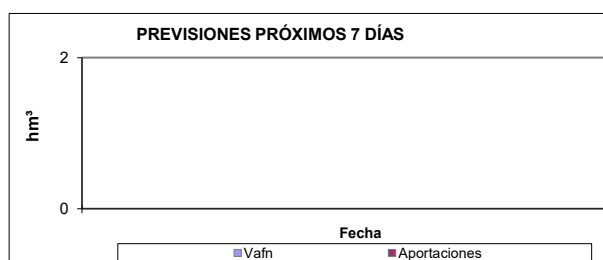 PREVISIONES PRÓXIMOS 7 DÍAS
2
hm³
0
Fecha
Vafn Aportaciones